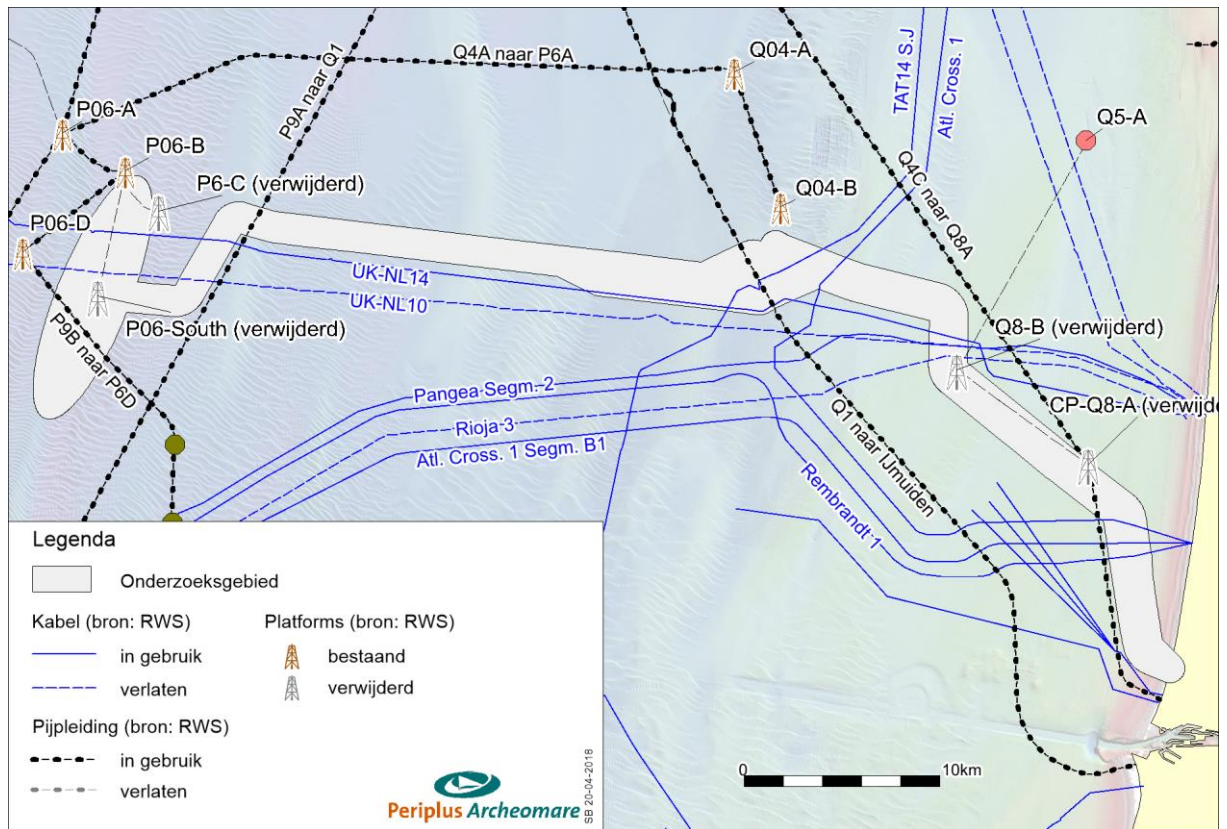 Q4A naar P6A
Q04-A
P06-A
P9A naar Q1
TAT14 S.J
Atl. Cross. 1
Q5-A
P06-B
P6-C (verwijderd)
Q4C naar Q8A
Q04-B
P06-D
UK-NL14
UK-NL10
P06-South (verwijderd)
Q8-B (verwijderd)
P9B naar P6D
Pangea Segm. 2
CP-Q8-A (verwijde
Rioja 3
Q1 naar IJmuiden
Atl. Cross. 1 Segm. B1
Rembrandt 1
Legenda
Onderzoeksgebied
Kabel (bron: RWS)
in gebruik
verlaten
Pijpleiding (bron: RWS)
in gebruik
verlaten
Platforms (bron: RWS)
bestaand
verwijderd
Periplus Archeomare
SB 20-04-2018
0
10km